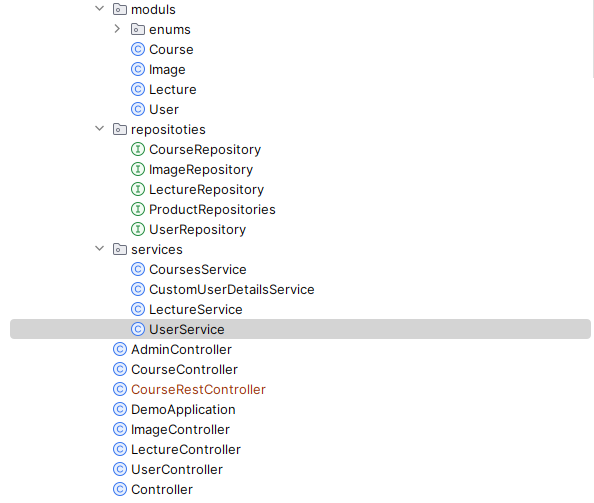 moduls
enums
Course
Image
Lecture
User
repositoties
CourseRepository
ImageRepository
LectureRepository
ProductRepositories
UserRepository
services
CoursesService
CustomUserDetailsService
LectureService
UserService
AdminController
CourseController
CourseRestController
DemoApplication
ImageController
LectureController
UserController
Controller